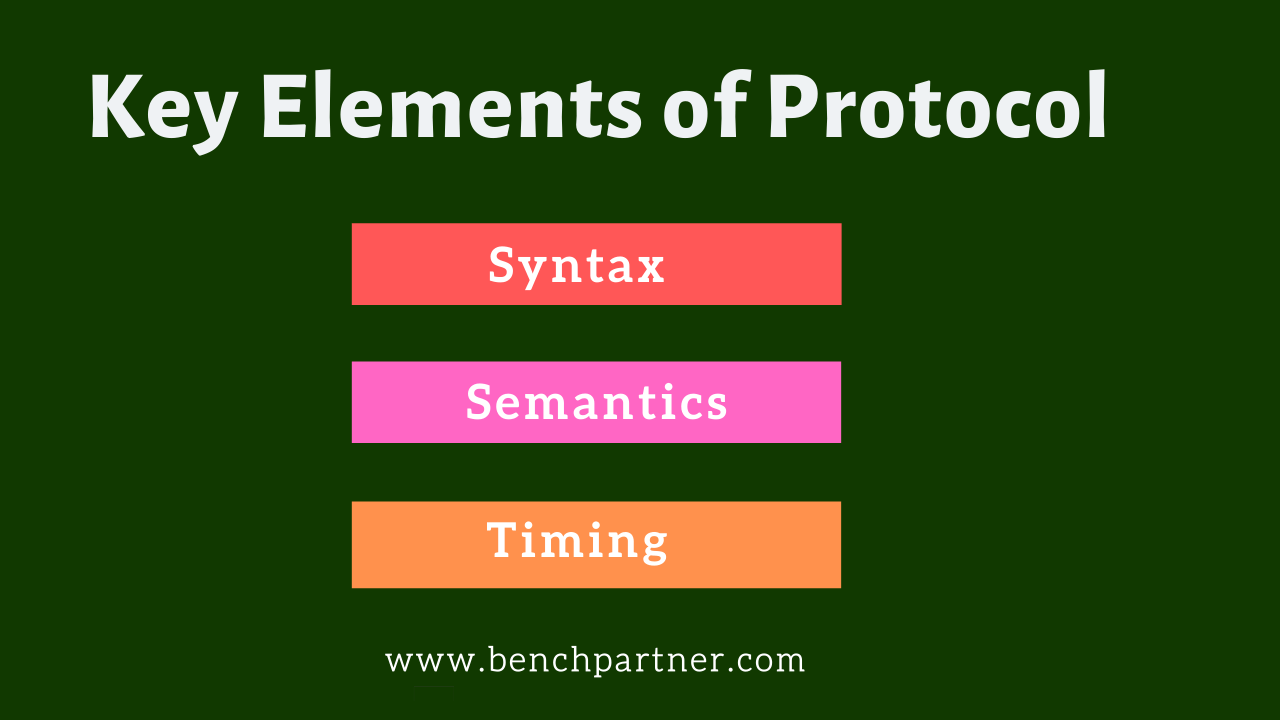 Key Elements of Protocol
Syntax
Semantics
Timing
www.benchpartner.com